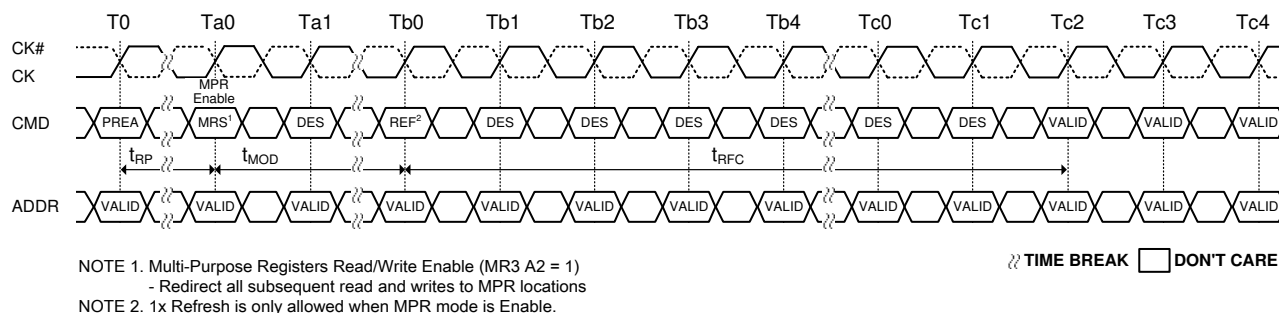 T0 Ta0 Ta1 Tb0 Tb1 Tb2 Tb3 Tb4 Tc0 Tc1 Tc2 Tc3 Tc4
CK#
CK
MPR
Enable
CMD PREA MRS1 DES REF2 DES DES DES DES DES DES VALID VALID VALID
tRP tMOD tRFC
ADDR VALID VALID VALID VALID VALID VALID VALID VALID VALID VALID VALID VALID VALID
NOTE 1. Multi-Purpose Registers Read/Write Enable (MR3 A2 = 1)
- Redirect all subsequent read and writes to MPR locations
NOTE 2. 1x Refresh is only allowed when MPR mode is Enable.
TIME BREAK DON'T CARE